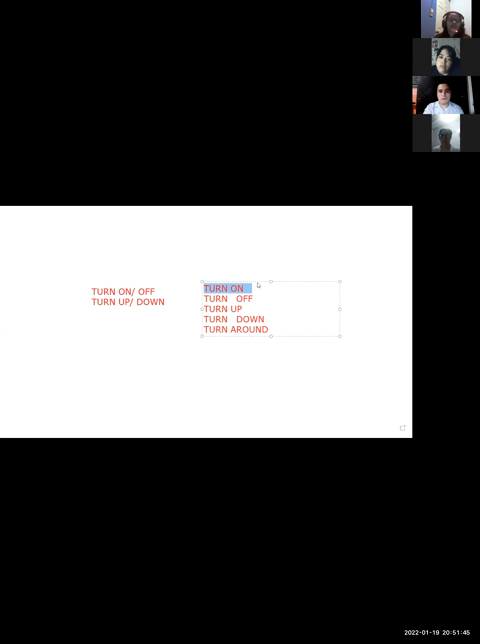 TURN ON/ OFF
TURN UP/ DOWN
TURN ON
TURN OFF
TURN UP
TURN DOWN
TURN AROUND
2022-01-19 20:51:45